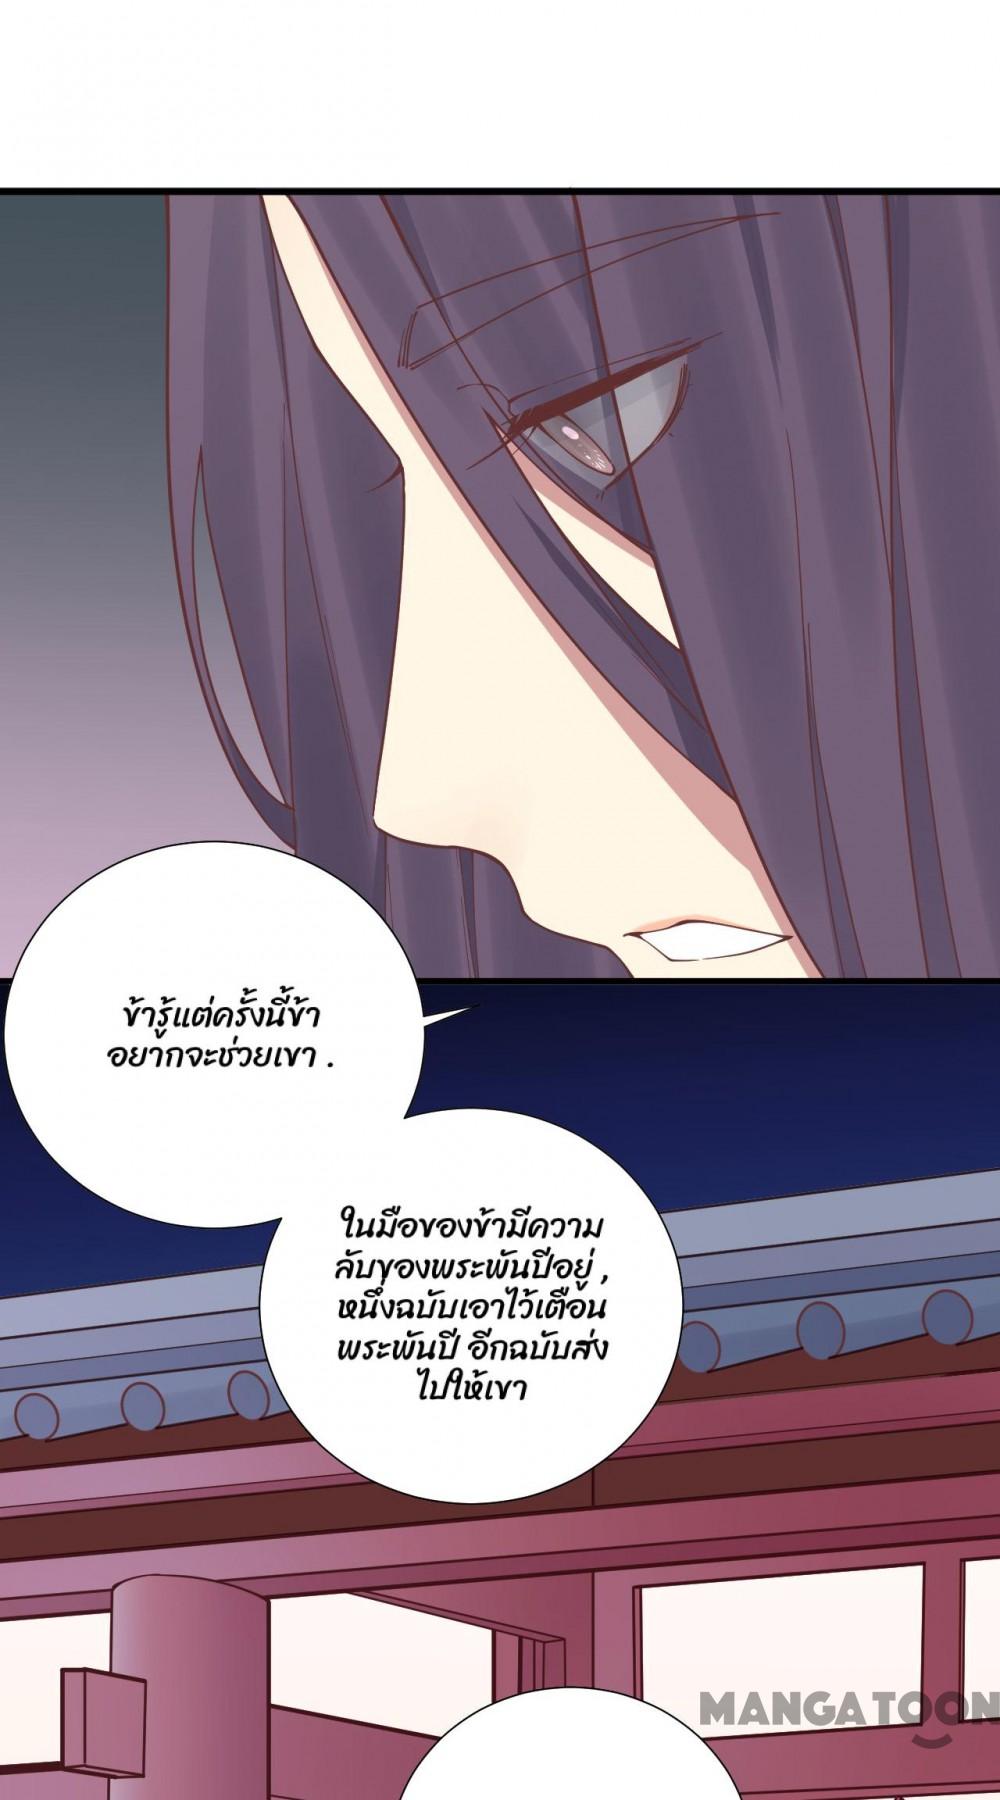 ข้ารู้แต่ครั้งนี้ข้า
อยากจะช่วยเขา .
ในมือของข้ามีความ
ลับของพระพันปีอยู่ ,
หนึ่งฉบับเอาไว้เตือน
พระพันปี อีกฉบับส่ง
ไปให้เขา
MANGATOON